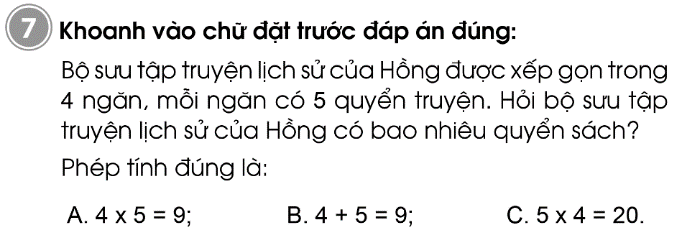 7 Khoanh vào chữ đặt trước đáp án đúng:
Bộ sưu tập truyện lịch sử của Hồng được xếp gọn trong
4 ngăn, mỗi ngăn có 5 quyển truyện. Hỏi bộ sưu tập
truyện lịch sử của Hồng có bao nhiêu quyển sách?
Phép tính đúng là:
A. 4 x 5 = 9; B. 4 + 5 = 9; C. 5 x 4 = 20.